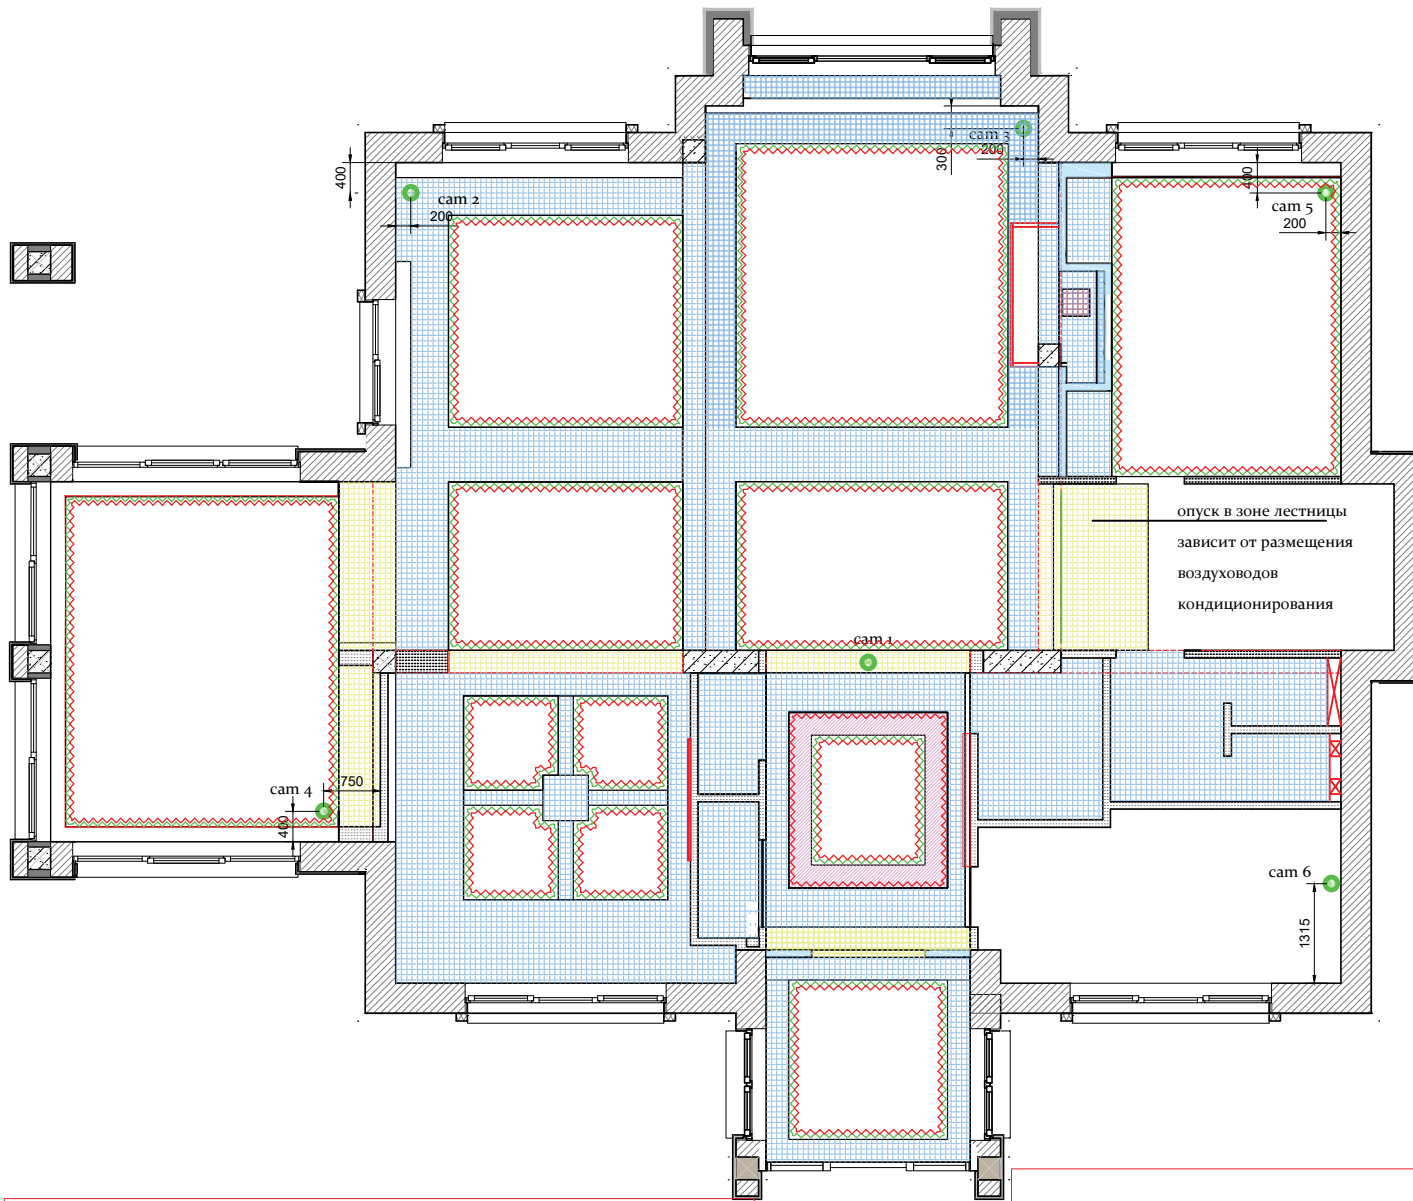 cam 3
300
200
400
cam 2
200
400
cam 5
200
опуск в зоне лестницы
зависит от размещения
воздуховодов
кондиционирования
cam 1
750
cam 4
400
cam 6
1315